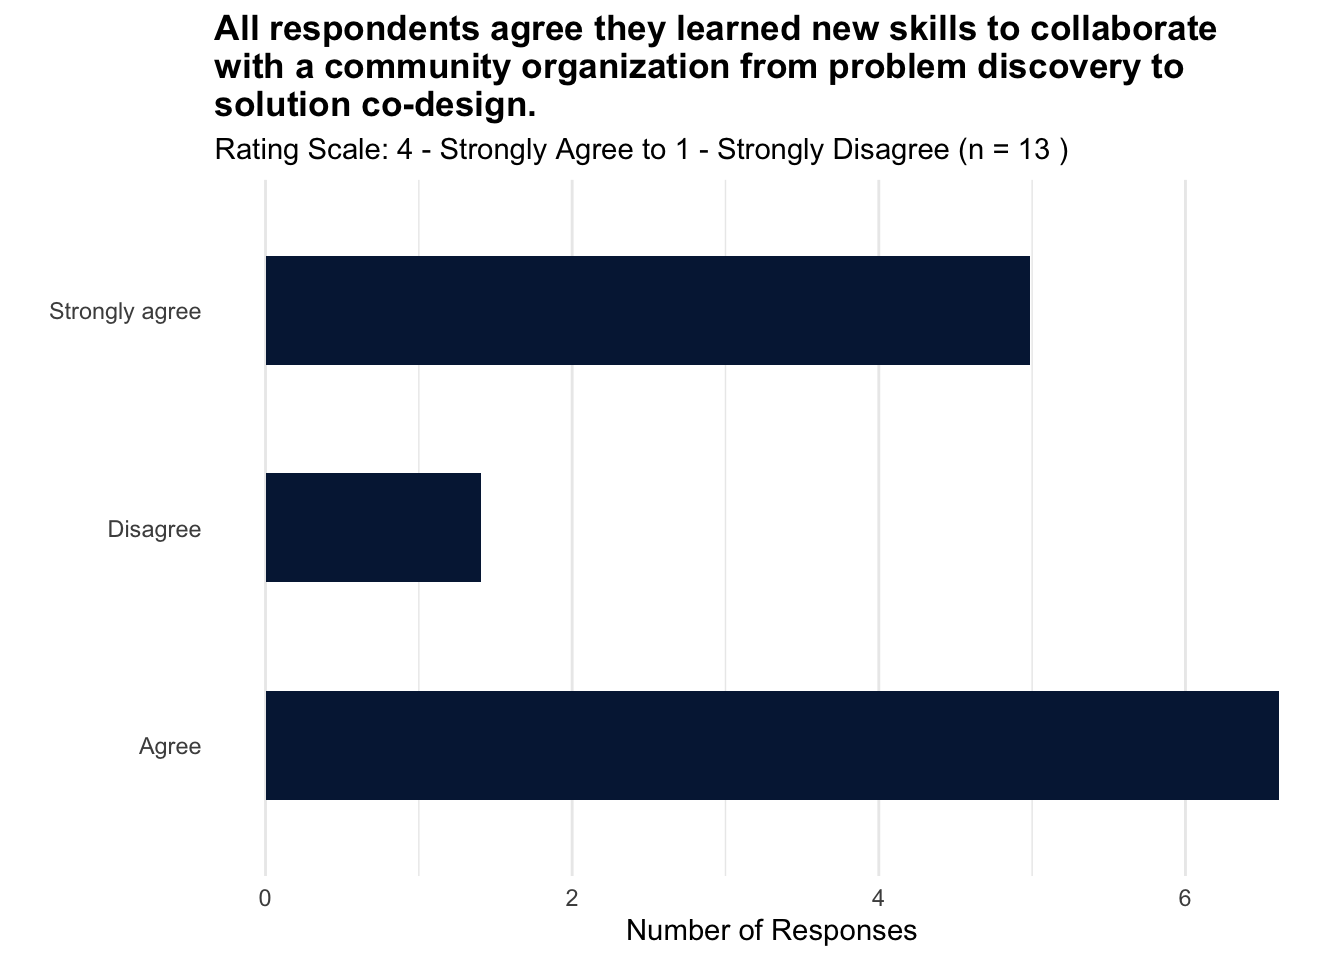 All respondents agree they learned new skills to collaborate
with a community organization from problem discovery to
solution co-design.
Rating Scale: 4 - Strongly Agree to 1 - Strongly Disagree (n = 13 )
Strongly agree
Disagree
Agree
0 2 4 6
Number of Responses